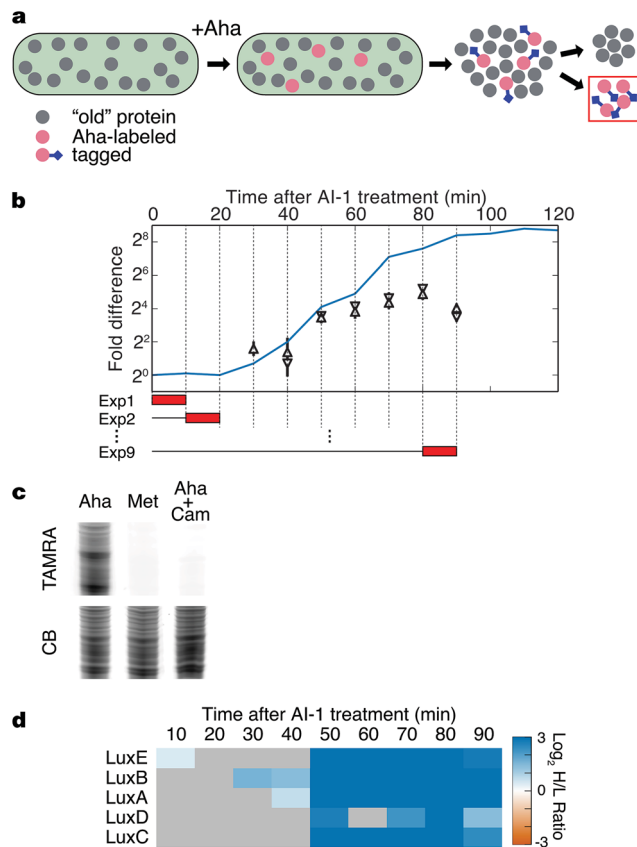 a
+Aha
"old" protein
Aha-labeled
tagged
b
Time after AI-1 treatment (min)
0 20 40 60 80 100 120
Fold difference
2⁸
2⁶
2⁴
2²
2⁰
Exp1
Exp2
⋮ ⋮
Exp9
c
Aha Met Aha + Cam
TAMRA
CB
d
Time after AI-1 treatment (min)
10 20 30 40 50 60 70 80 90
LuxE
LuxB
LuxA
LuxD
LuxC
3
0
-3
Log₂ H/L Ratio